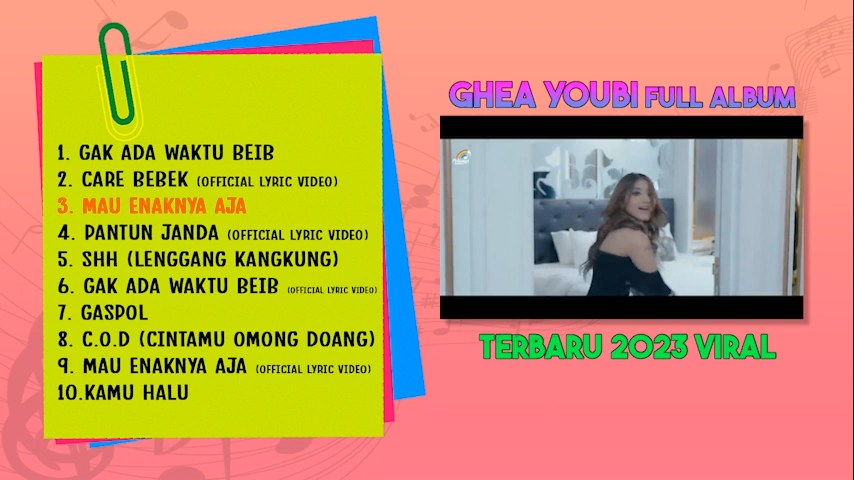 1. GAK ADA WAKTU BEIB
2. CARE BEBEK (OFFICIAL LYRIC VIDEO)
3. MAU ENAKNYA AJA
4. PANTUN JANDA (OFFICIAL LYRIC VIDEO)
5. SHH (LENGGANG KANGKUNG)
6. GAK ADA WAKTU BEIB (OFFICIAL LYRIC VIDEO)
7. GASPOL
8. C.O.D (CINTAMU OMONG DOANG)
9. MAU ENAKNYA AJA (OFFICIAL LYRIC VIDEO)
10.KAMU HALU
GHEA YOUBI FULL ALBUM
TERBARU 2023 VIRAL